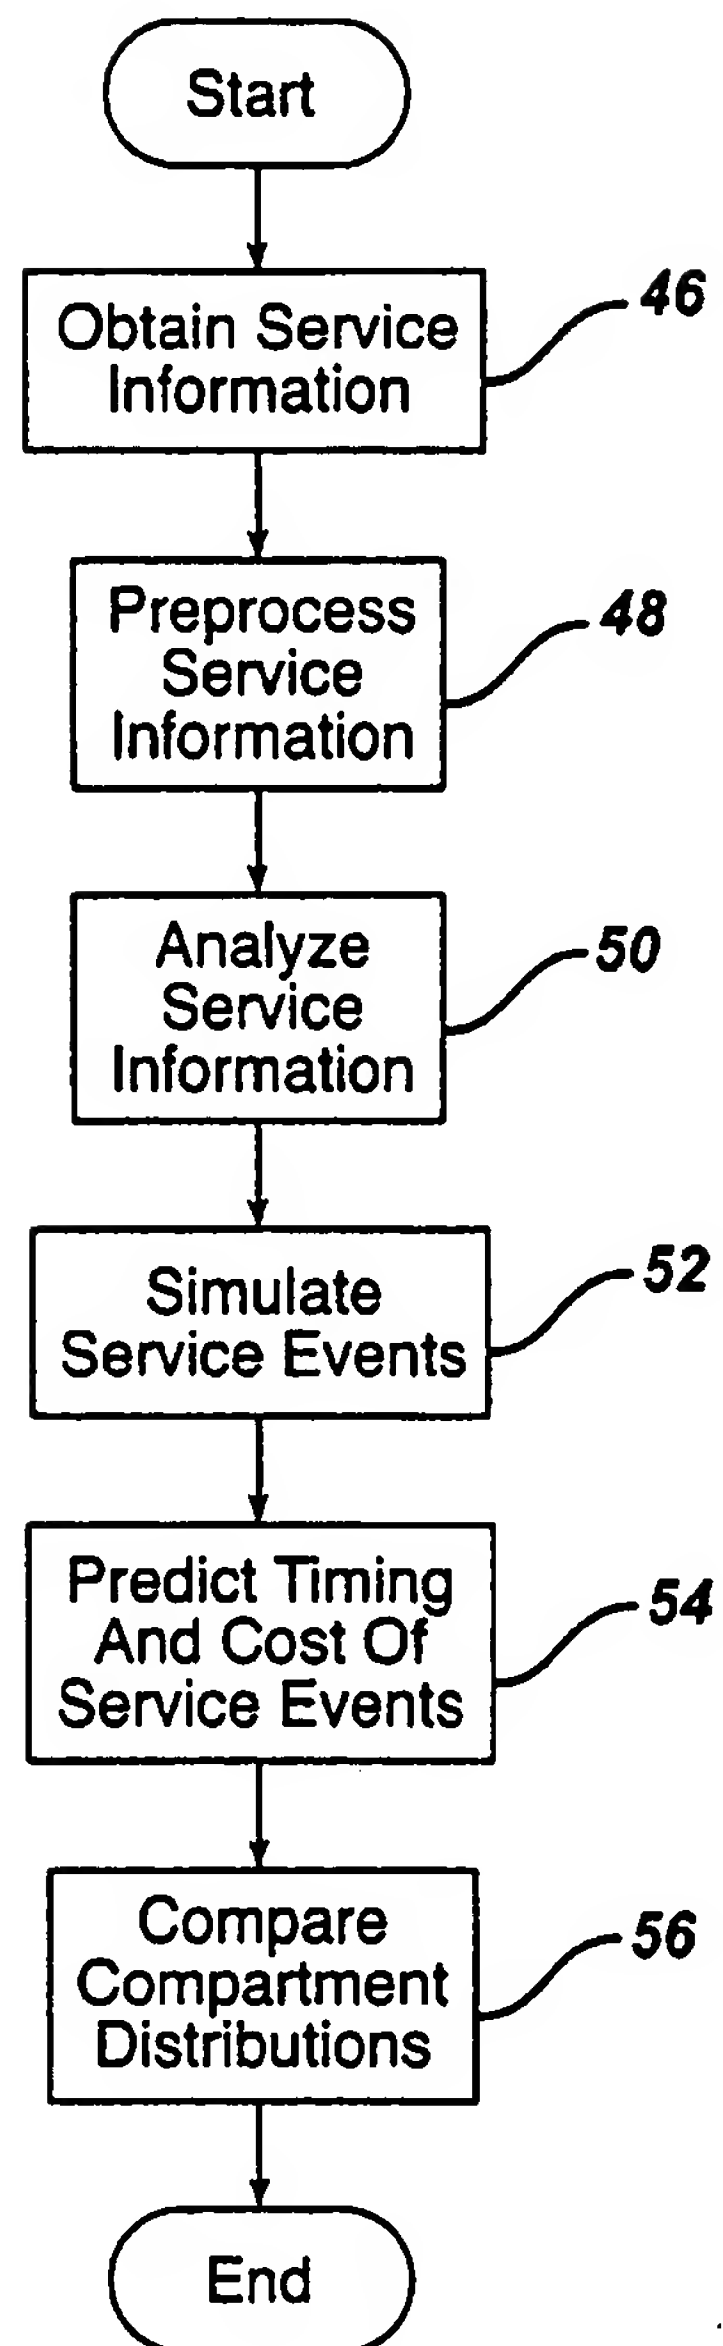 Start
Obtain Service
Information
46
Preprocess
Service
Information
48
Analyze
Service
Information
50
Simulate
Service Events
52
Predict Timing
And Cost Of
Service Events
54
Compare
Compartment
Distributions
56
End